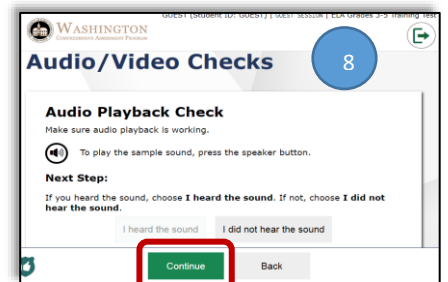 GUEST (Student ID: GUEST) | GUEST SESSION | ELA Grades 3-5 Training Test
WASHINGTON
COMPREHENSIVE ASSESSMENT PROGRAM
Audio/Video Checks
8
Audio Playback Check
Make sure audio playback is working.
To play the sample sound, press the speaker button.
Next Step:
If you heard the sound, choose I heard the sound. If not, choose I did not
hear the sound.
I heard the sound
I did not hear the sound
Continue
Back